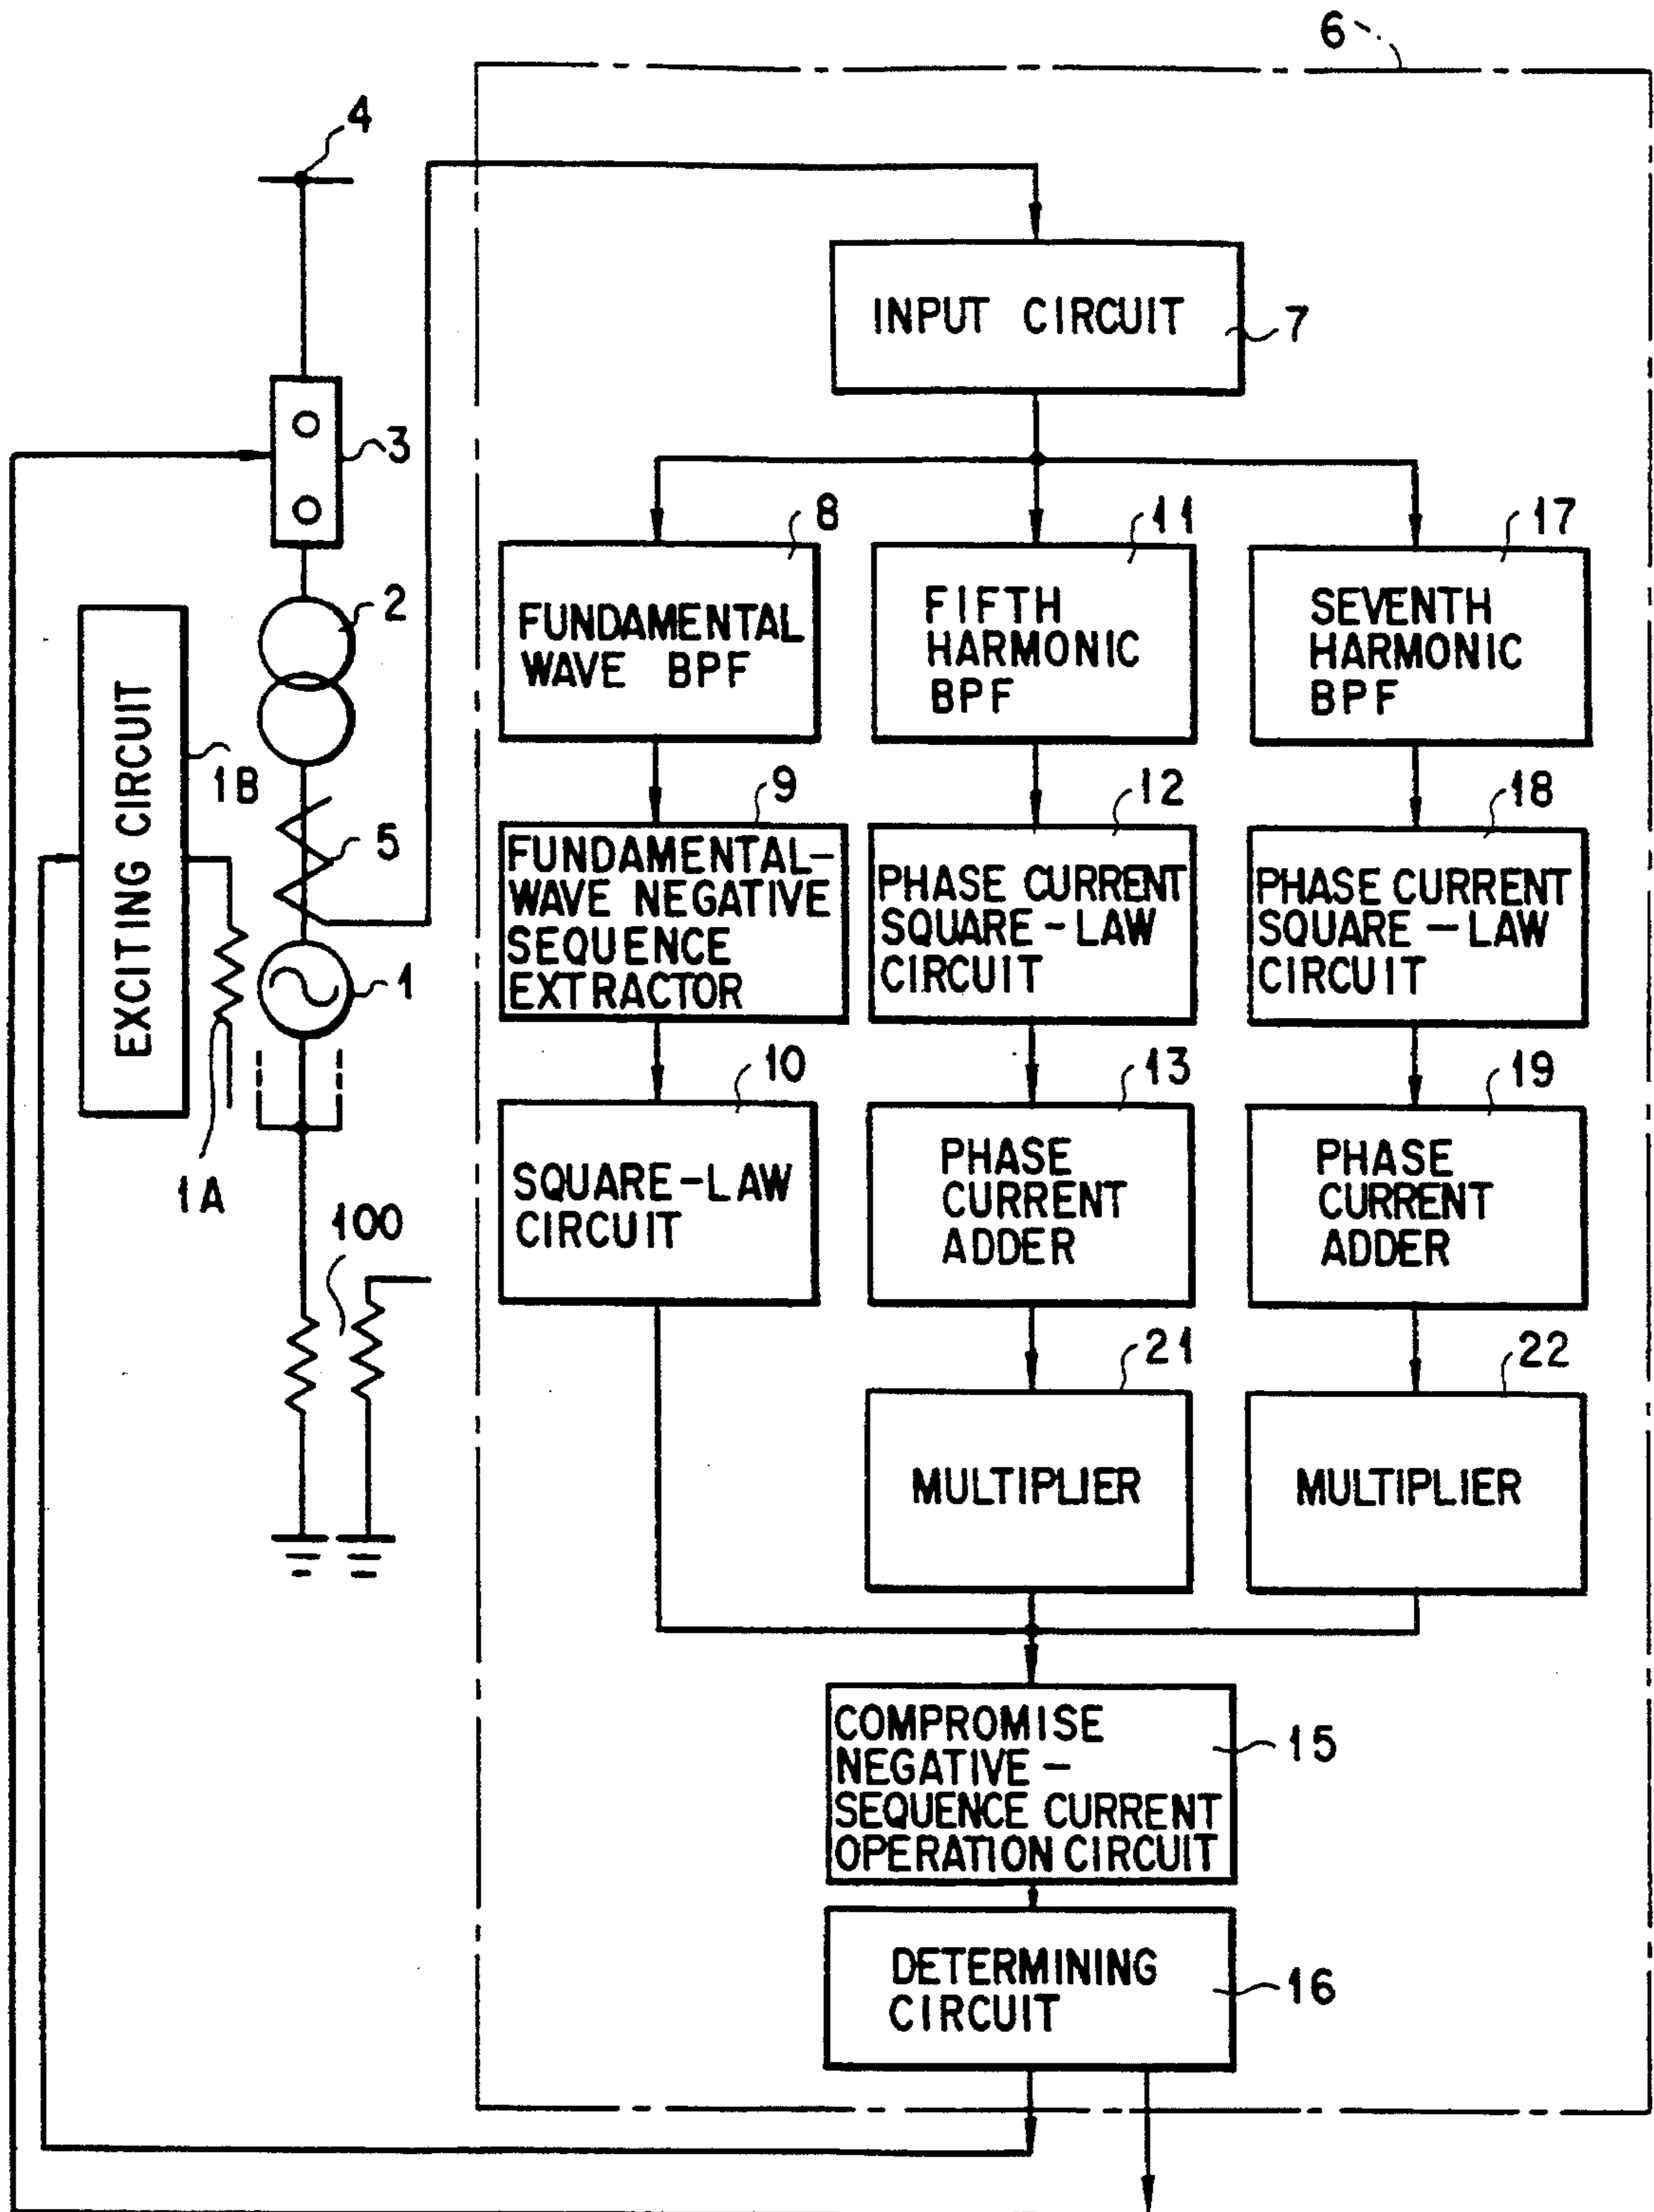 6
4
INPUT CIRCUIT
7
3
8
11
17
2
FUNDAMENTAL
WAVE BPF
FIFTH
HARMONIC
BPF
SEVENTH
HARMONIC
BPF
EXCITING CIRCUIT
1B
9
12
18
5
FUNDAMENTAL-
WAVE NEGATIVE
SEQUENCE
EXTRACTOR
PHASE CURRENT
SQUARE-LAW
CIRCUIT
PHASE CURRENT
SQUARE-LAW
CIRCUIT
1
10
13
19
1A
SQUARE-LAW
CIRCUIT
PHASE
CURRENT
ADDER
PHASE
CURRENT
ADDER
100
21
22
MULTIPLIER
MULTIPLIER
COMPROMISE
NEGATIVE-
SEQUENCE CURRENT
OPERATION CIRCUIT
15
DETERMINING
CIRCUIT
16